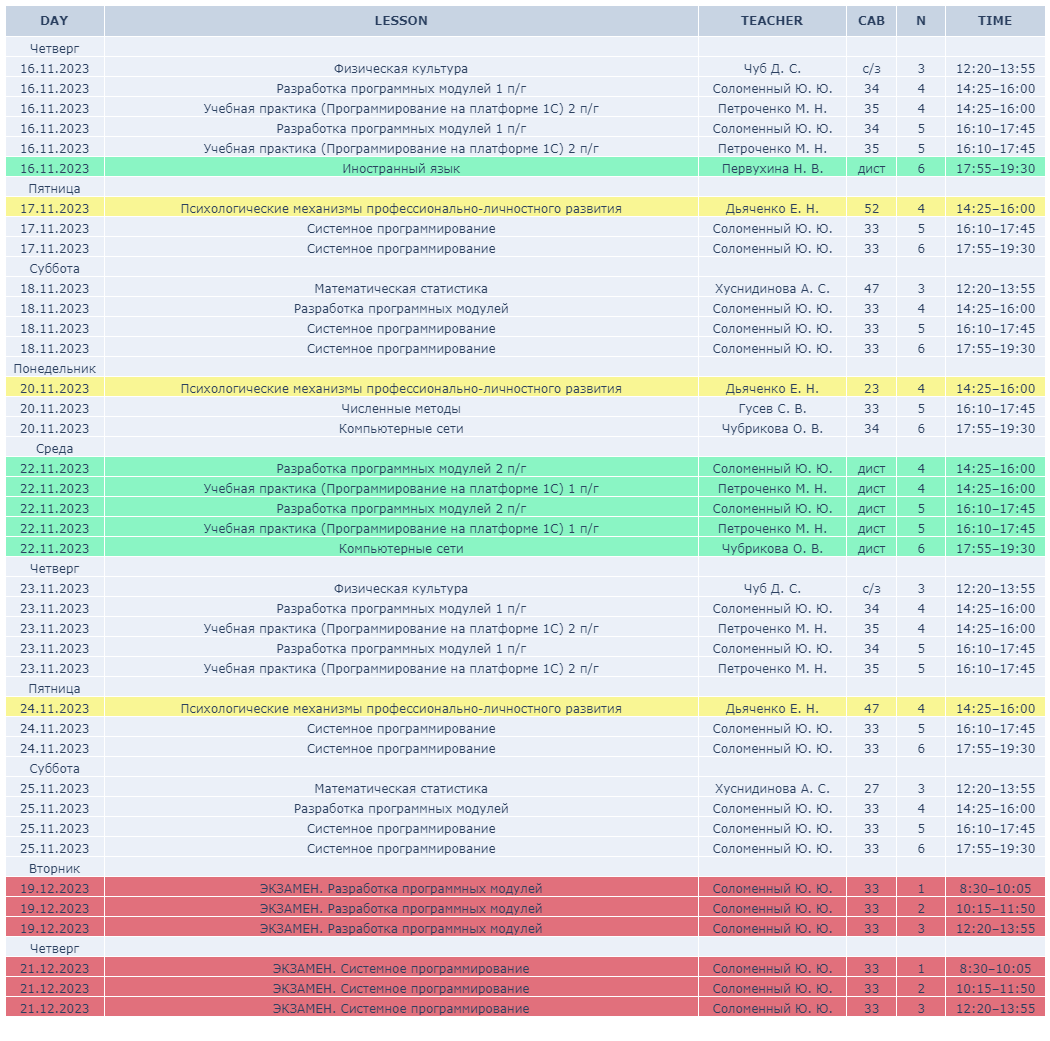 DAY LESSON TEACHER CAB N TIME
Четверг
16.11.2023 Физическая культура Чуб Д. С. с/з 3 12:20–13:55
16.11.2023 Разработка программных модулей 1 п/г Соломенный Ю. Ю. 34 4 14:25–16:00
16.11.2023 Учебная практика (Программирование на платформе 1С) 2 п/г Петроченко М. Н. 35 4 14:25–16:00
16.11.2023 Разработка программных модулей 1 п/г Соломенный Ю. Ю. 34 5 16:10–17:45
16.11.2023 Учебная практика (Программирование на платформе 1С) 2 п/г Петроченко М. Н. 35 5 16:10–17:45
16.11.2023 Иностранный язык Первухина Н. В. дист 6 17:55–19:30
Пятница
17.11.2023 Психологические механизмы профессионально-личностного развития Дьяченко Е. Н. 52 4 14:25–16:00
17.11.2023 Системное программирование Соломенный Ю. Ю. 33 5 16:10–17:45
17.11.2023 Системное программирование Соломенный Ю. Ю. 33 6 17:55–19:30
Суббота
18.11.2023 Математическая статистика Хуснидинова А. С. 47 3 12:20–13:55
18.11.2023 Разработка программных модулей Соломенный Ю. Ю. 33 4 14:25–16:00
18.11.2023 Системное программирование Соломенный Ю. Ю. 33 5 16:10–17:45
18.11.2023 Системное программирование Соломенный Ю. Ю. 33 6 17:55–19:30
Понедельник
20.11.2023 Психологические механизмы профессионально-личностного развития Дьяченко Е. Н. 23 4 14:25–16:00
20.11.2023 Численные методы Гусев С. В. 33 5 16:10–17:45
20.11.2023 Компьютерные сети Чубрикова О. В. 34 6 17:55–19:30
Среда
22.11.2023 Разработка программных модулей 2 п/г Соломенный Ю. Ю. дист 4 14:25–16:00
22.11.2023 Учебная практика (Программирование на платформе 1С) 1 п/г Петроченко М. Н. дист 4 14:25–16:00
22.11.2023 Разработка программных модулей 2 п/г Соломенный Ю. Ю. дист 5 16:10–17:45
22.11.2023 Учебная практика (Программирование на платформе 1С) 1 п/г Петроченко М. Н. дист 5 16:10–17:45
22.11.2023 Компьютерные сети Чубрикова О. В. дист 6 17:55–19:30
Четверг
23.11.2023 Физическая культура Чуб Д. С. с/з 3 12:20–13:55
23.11.2023 Разработка программных модулей 1 п/г Соломенный Ю. Ю. 34 4 14:25–16:00
23.11.2023 Учебная практика (Программирование на платформе 1С) 2 п/г Петроченко М. Н. 35 4 14:25–16:00
23.11.2023 Разработка программных модулей 1 п/г Соломенный Ю. Ю. 34 5 16:10–17:45
23.11.2023 Учебная практика (Программирование на платформе 1С) 2 п/г Петроченко М. Н. 35 5 16:10–17:45
Пятница
24.11.2023 Психологические механизмы профессионально-личностного развития Дьяченко Е. Н. 47 4 14:25–16:00
24.11.2023 Системное программирование Соломенный Ю. Ю. 33 5 16:10–17:45
24.11.2023 Системное программирование Соломенный Ю. Ю. 33 6 17:55–19:30
Суббота
25.11.2023 Математическая статистика Хуснидинова А. С. 27 3 12:20–13:55
25.11.2023 Разработка программных модулей Соломенный Ю. Ю. 33 4 14:25–16:00
25.11.2023 Системное программирование Соломенный Ю. Ю. 33 5 16:10–17:45
25.11.2023 Системное программирование Соломенный Ю. Ю. 33 6 17:55–19:30
Вторник
19.12.2023 ЭКЗАМЕН. Разработка программных модулей Соломенный Ю. Ю. 33 1 8:30–10:05
19.12.2023 ЭКЗАМЕН. Разработка программных модулей Соломенный Ю. Ю. 33 2 10:15–11:50
19.12.2023 ЭКЗАМЕН. Разработка программных модулей Соломенный Ю. Ю. 33 3 12:20–13:55
Четверг
21.12.2023 ЭКЗАМЕН. Системное программирование Соломенный Ю. Ю. 33 1 8:30–10:05
21.12.2023 ЭКЗАМЕН. Системное программирование Соломенный Ю. Ю. 33 2 10:15–11:50
21.12.2023 ЭКЗАМЕН. Системное программирование Соломенный Ю. Ю. 33 3 12:20–13:55